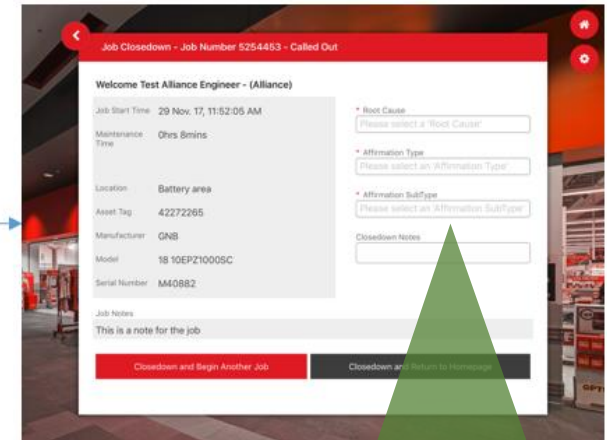 Job Closedown - Job Number 5254453 - Called Out
Welcome Test Alliance Engineer - (Alliance)
Job Start Time 29 Nov. 17, 11:52:05 AM
Maintenance Time 0hrs 8mins
Location Battery area
Asset Tag 42272265
Manufacturer GNB
Model 18 10EPZ1000SC
Serial Number M40882
* Root Cause
Please select a 'Root Cause'
* Affirmation Type
Please select an 'Affirmation Type'
* Affirmation SubType
Please select an 'Affirmation SubType'
Closedown Notes
Job Notes
This is a note for the job
Closedown and Begin Another Job
Closedown and Return to Homepage